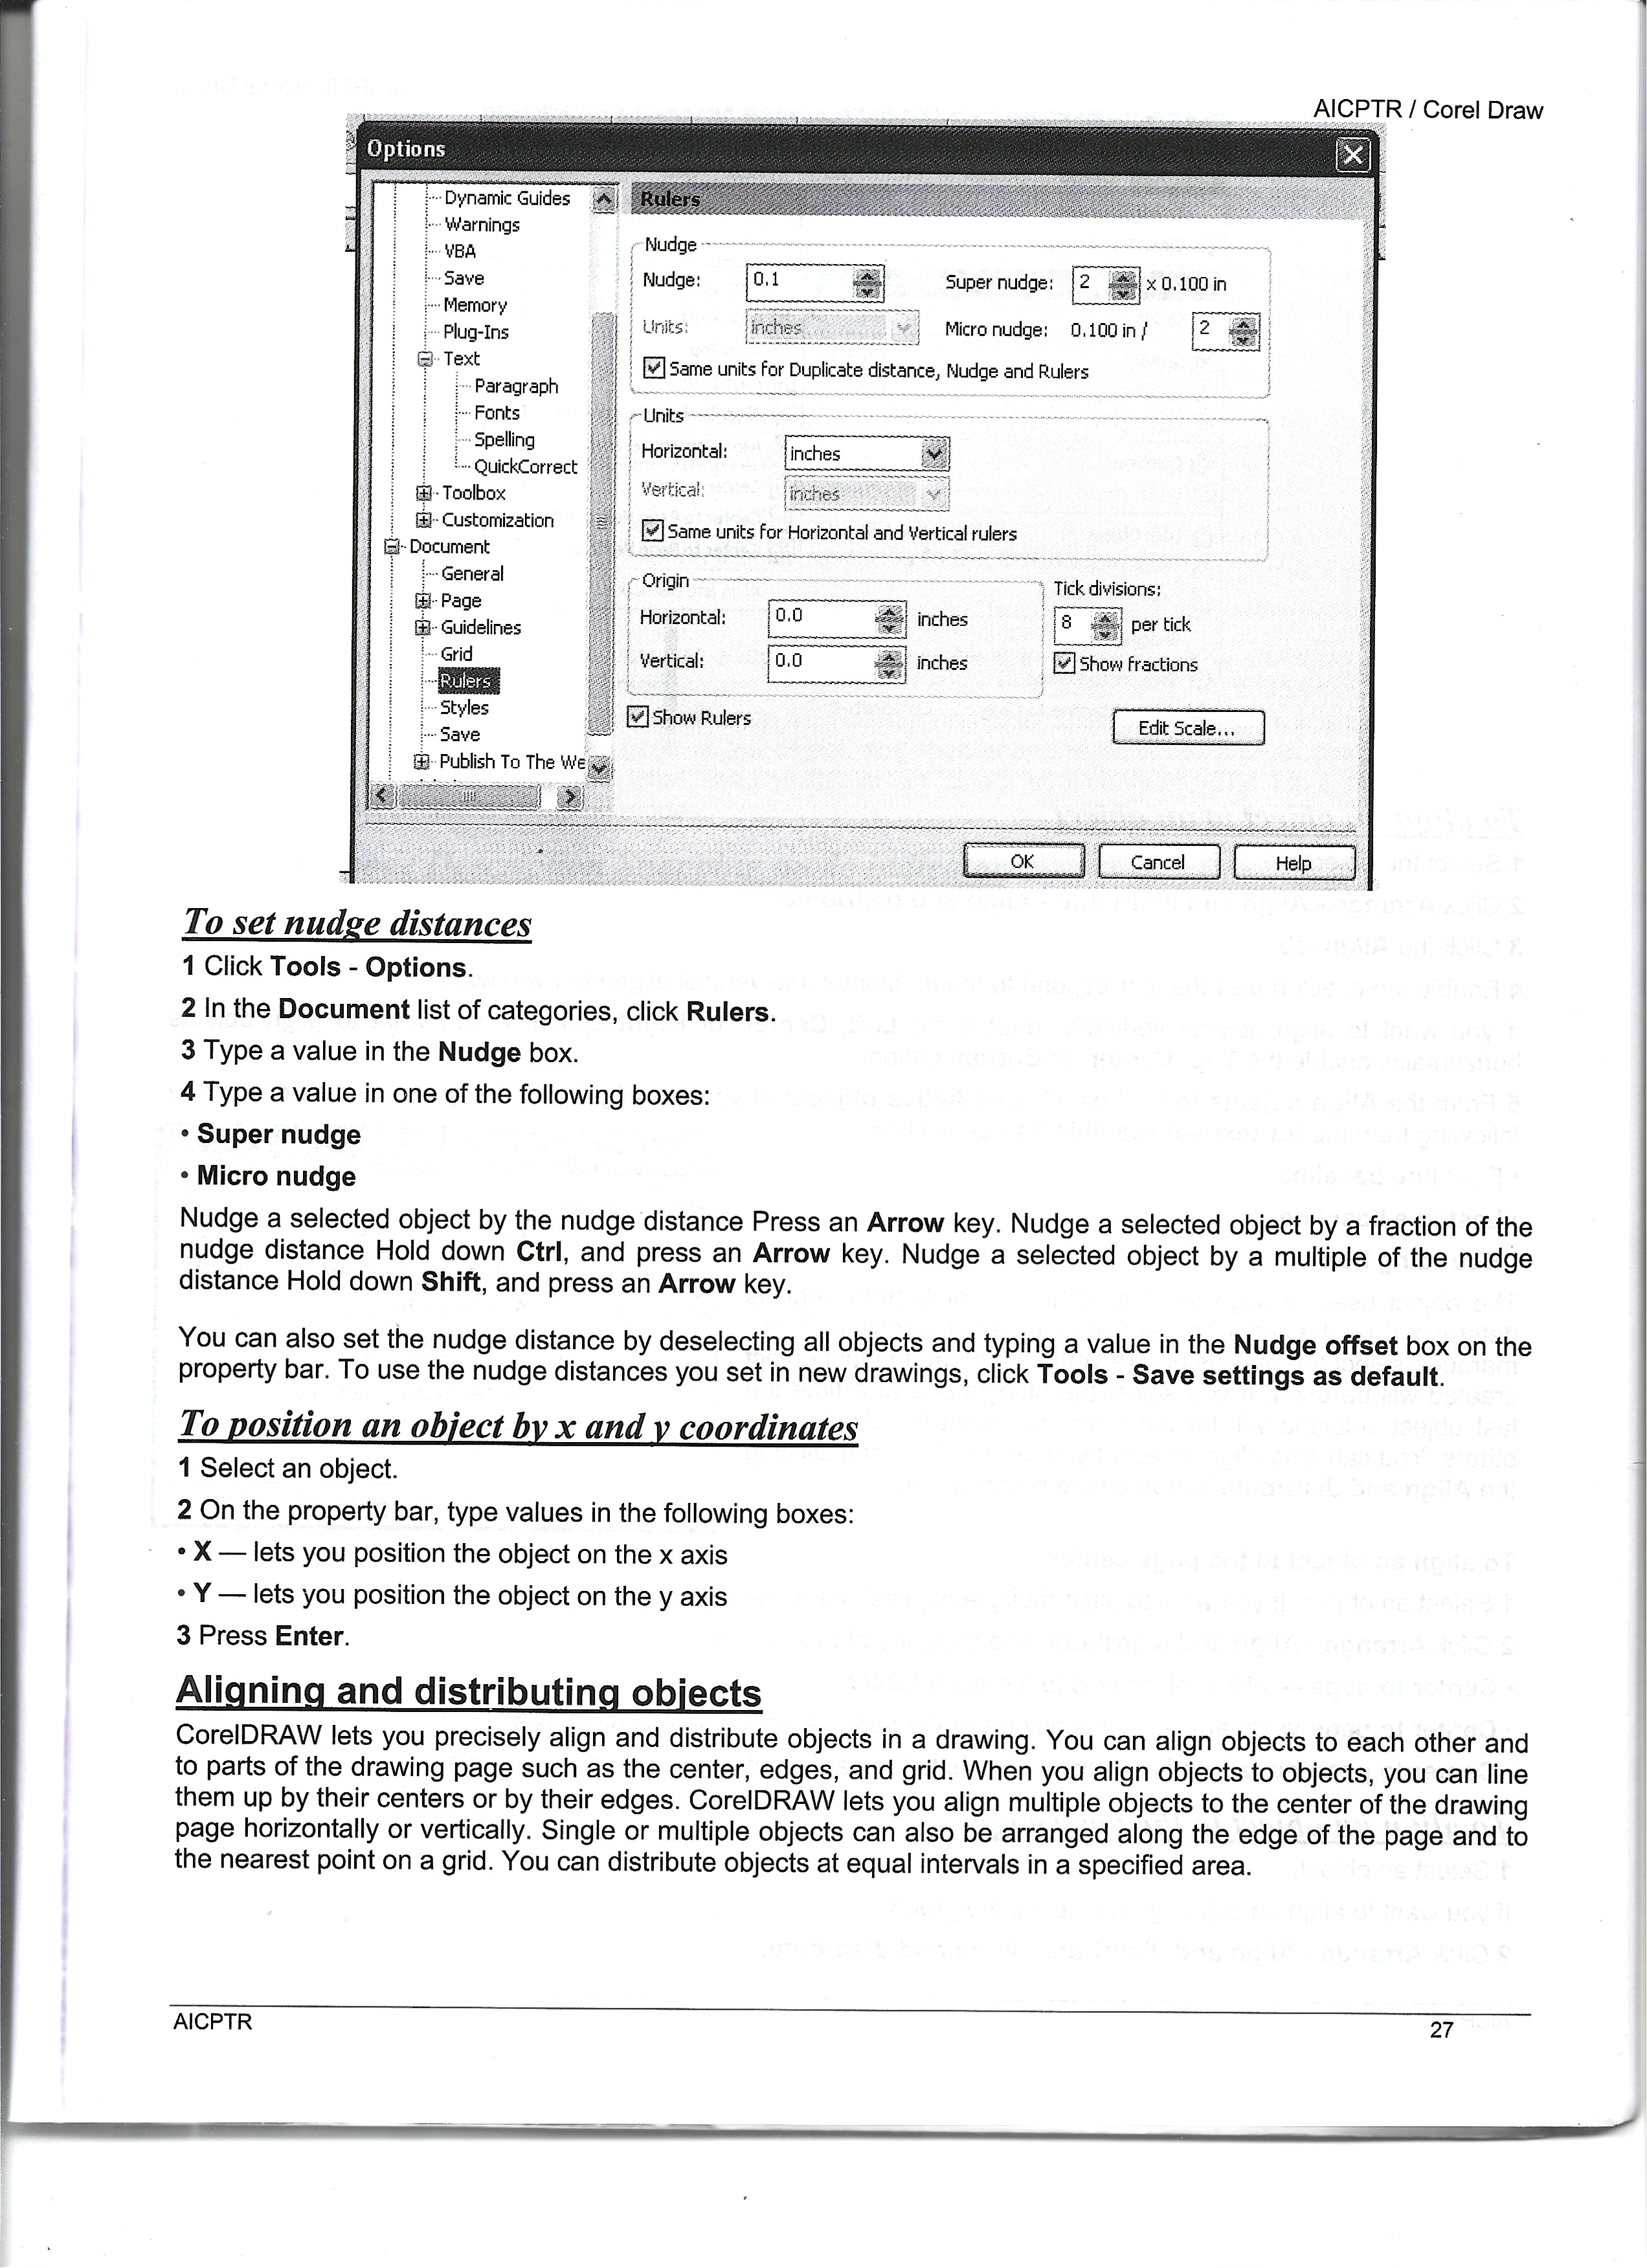 AICPTR / Corel Draw
Options
Dynamic Guides
Warnings
VBA
Save
Memory
Plug-Ins
Text
Paragraph
Fonts
Spelling
QuickCorrect
Toolbox
Customization
Document
General
Page
Guidelines
Grid
Rulers
Styles
Save
Publish To The We
Rulers
Nudge
Nudge: 0.1 Super nudge: 2 x 0.100 in
Units: inches Micro nudge: 0.100 in / 2
Same units for Duplicate distance, Nudge and Rulers
Units
Horizontal: inches
Vertical: inches
Same units for Horizontal and Vertical rulers
Origin
Horizontal: 0.0 inches
Vertical: 0.0 inches
Tick divisions:
8 per tick
Show fractions
Show Rulers
Edit Scale...
OK Cancel Help
To set nudge distances
1 Click Tools - Options.
2 In the Document list of categories, click Rulers.
3 Type a value in the Nudge box.
4 Type a value in one of the following boxes:
• Super nudge
• Micro nudge
Nudge a selected object by the nudge distance Press an Arrow key. Nudge a selected object by a fraction of the
nudge distance Hold down Ctrl, and press an Arrow key. Nudge a selected object by a multiple of the nudge
distance Hold down Shift, and press an Arrow key.
You can also set the nudge distance by deselecting all objects and typing a value in the Nudge offset box on the
property bar. To use the nudge distances you set in new drawings, click Tools - Save settings as default.
To position an object by x and y coordinates
1 Select an object.
2 On the property bar, type values in the following boxes:
• X — lets you position the object on the x axis
• Y — lets you position the object on the y axis
3 Press Enter.
Aligning and distributing objects
CorelDRAW lets you precisely align and distribute objects in a drawing. You can align objects to each other and
to parts of the drawing page such as the center, edges, and grid. When you align objects to objects, you can line
them up by their centers or by their edges. CorelDRAW lets you align multiple objects to the center of the drawing
page horizontally or vertically. Single or multiple objects can also be arranged along the edge of the page and to
the nearest point on a grid. You can distribute objects at equal intervals in a specified area.
AICPTR
27